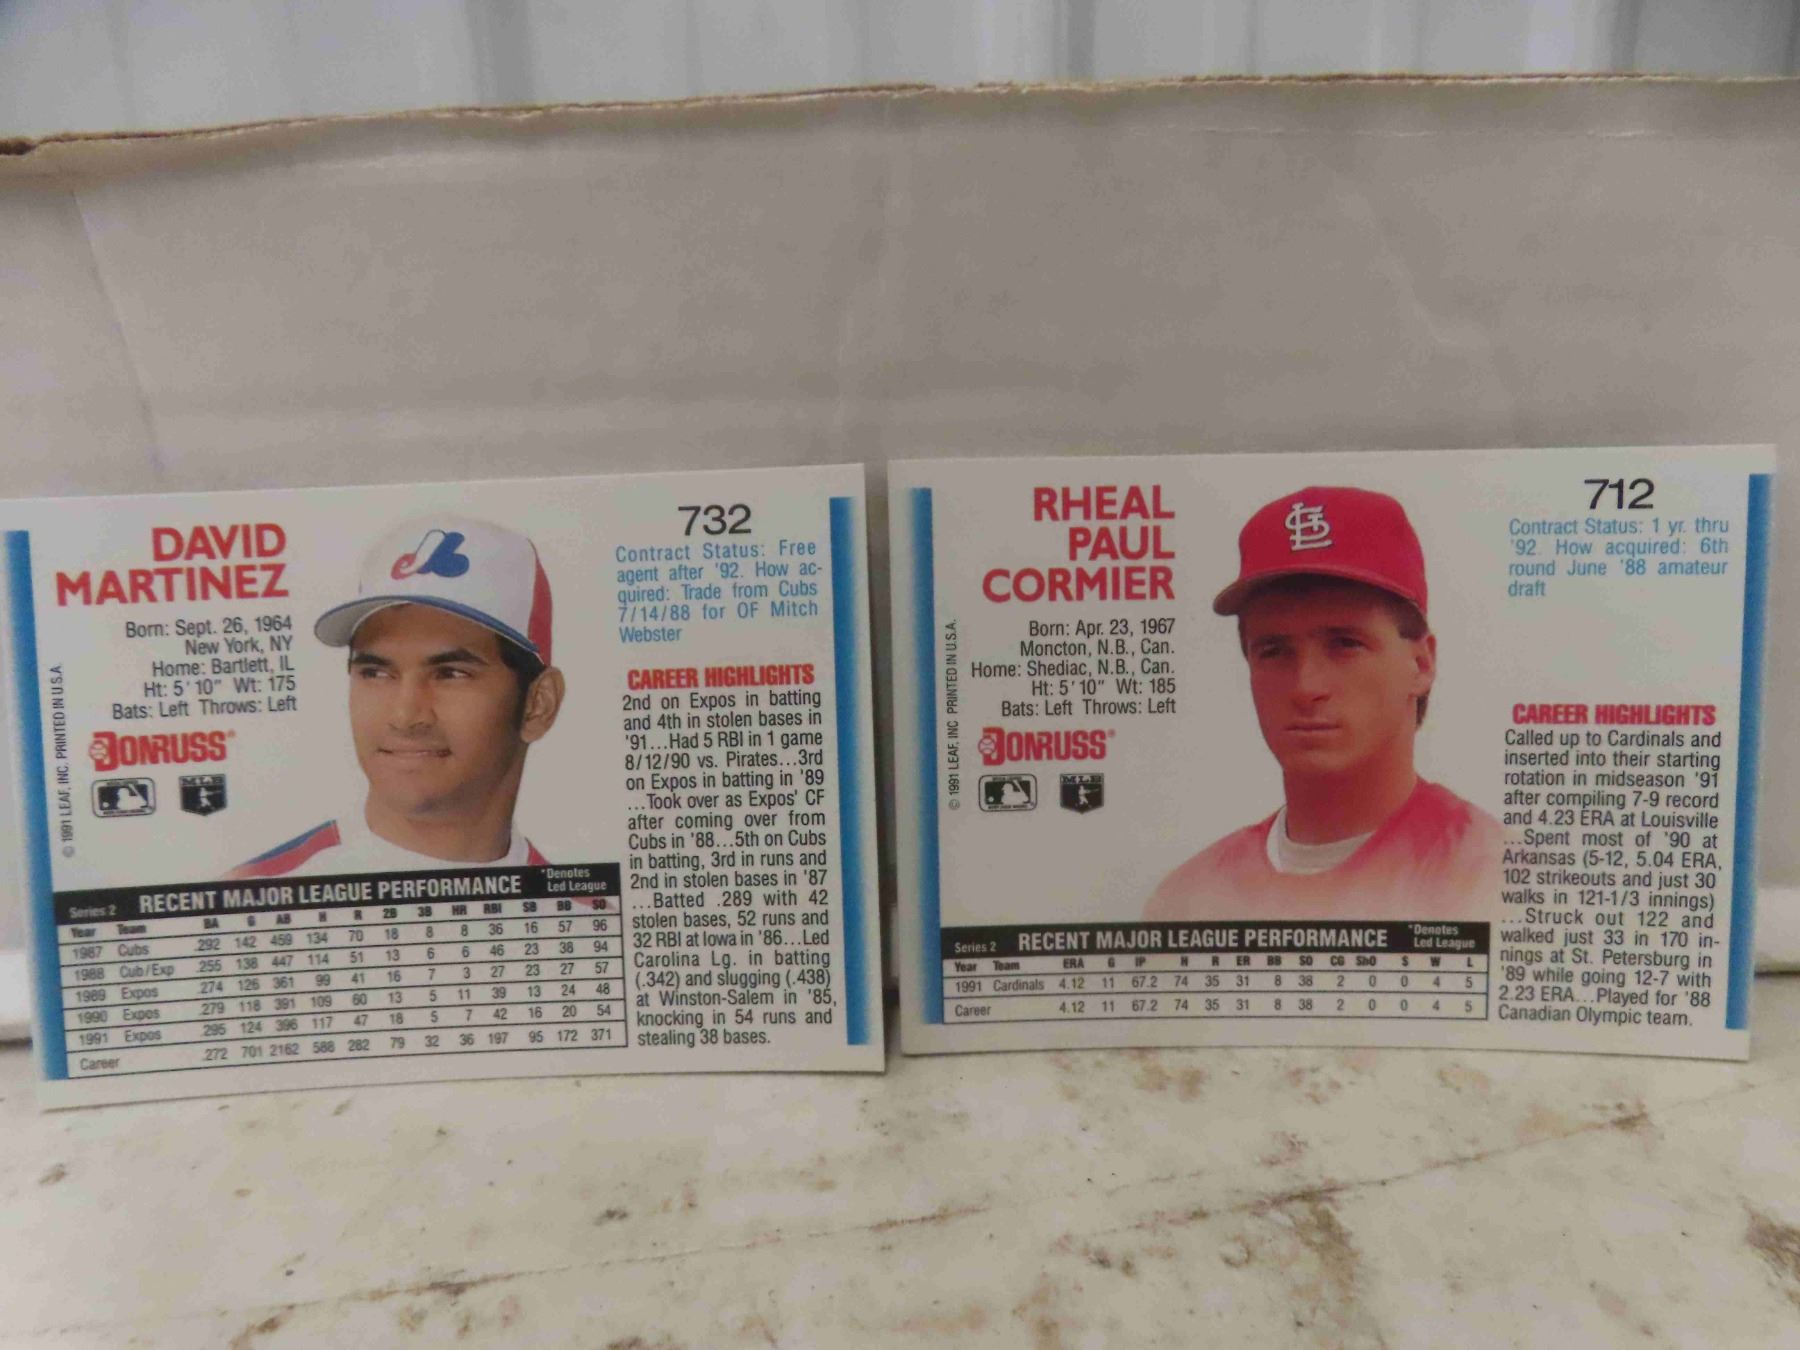 DAVID
MARTINEZ
Born: Sept. 26, 1964
New York, NY
Home: Bartlett, IL
Ht: 5'10" Wt: 175
Bats: Left Throws: Left
DONRUSS®
MLB
© 1991 LEAF, INC. PRINTED IN U.S.A.
732
Contract Status: Free
agent after '92. How ac-
quired: Trade from Cubs
7/14/88 for OF Mitch
Webster
CAREER HIGHLIGHTS
2nd on Expos in batting
and 4th in stolen bases in
'91...Had 5 RBI in 1 game
8/12/90 vs. Pirates...3rd
on Expos in batting in '89
...Took over as Expos' CF
after coming over from
Cubs in '88...5th on Cubs
in batting, 3rd in runs and
2nd in stolen bases in '87
...Batted .289 with 42
stolen bases, 52 runs and
32 RBI at Iowa in '86...Led
Carolina Lg. in batting
(.342) and slugging (.438)
at Winston-Salem in '85,
knocking in 54 runs and
stealing 38 bases.
Series 2 RECENT MAJOR LEAGUE PERFORMANCE *Denotes
Led League
Year Team BA G AB H R 2B 3B HR RBI SB BB SO
1987 Cubs .292 142 459 134 70 18 8 8 36 16 57 96
1988 Cub/Exp .255 138 447 114 51 13 6 6 46 23 38 94
1989 Expos .274 126 361 99 41 16 7 3 27 23 27 57
1990 Expos .279 118 391 109 60 13 5 11 39 13 24 48
1991 Expos .295 124 396 117 47 18 5 7 42 16 20 54
Career .272 701 2162 588 282 79 32 36 197 95 172 371
RHEAL
PAUL
CORMIER
Born: Apr. 23, 1967
Moncton, N.B., Can.
Home: Shediac, N.B., Can.
Ht: 5'10" Wt: 185
Bats: Left Throws: Left
DONRUSS®
MLB
© 1991 LEAF, INC PRINTED IN U.S.A.
StL
712
Contract Status: 1 yr. thru
'92. How acquired: 6th
round June '88 amateur
draft
CAREER HIGHLIGHTS
Called up to Cardinals and
inserted into their starting
rotation in midseason '91
after compiling 7-9 record
and 4.23 ERA at Louisville
...Spent most of '90 at
Arkansas (5-12, 5.04 ERA,
102 strikeouts and just 30
walks in 121-1/3 innings)
...Struck out 122 and
walked just 33 in 170 in-
nings at St. Petersburg in
'89 while going 12-7 with
2.23 ERA...Played for '88
Canadian Olympic team.
Series 2 RECENT MAJOR LEAGUE PERFORMANCE *Denotes
Led League
Year Team ERA G IP H R ER BB SO CG ShO S W L
1991 Cardinals 4.12 11 67.2 74 35 31 8 38 2 0 0 4 5
Career 4.12 11 67.2 74 35 31 8 38 2 0 0 4 5